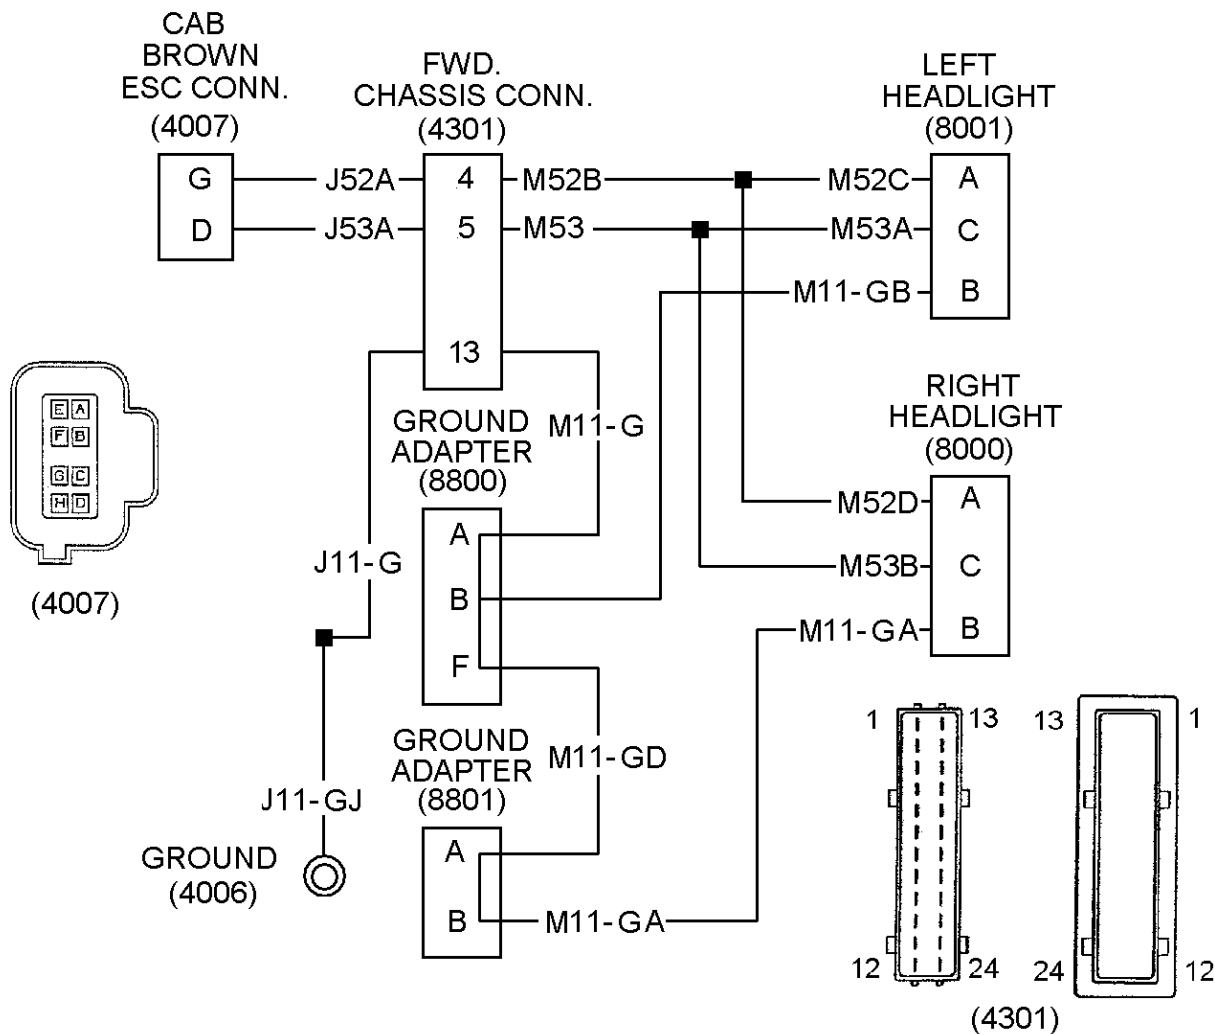 CAB
BROWN
ESC CONN.
(4007)
FWD.
CHASSIS CONN.
(4301)
LEFT
HEADLIGHT
(8001)
G J52A 4 M52B M52C A
D J53A 5 M53 M53A C
M11-GB B
13
RIGHT
HEADLIGHT
(8000)
E A
F B
G C
H D
(4007)
GROUND
ADAPTER
(8800)
M11-G
A
B
F
J11-G
M52D A
M53B C
M11-GA B
GROUND
ADAPTER
(8801)
M11-GD
J11-GJ
GROUND
(4006)
A
B M11-GA
1 13
12 24
13 1
24 12
(4301)